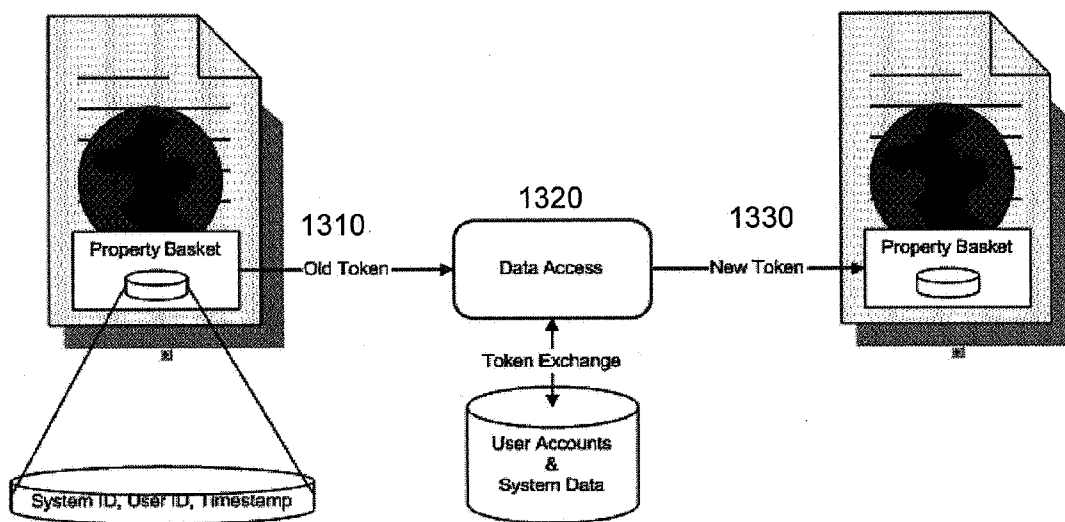 1310
1320
1330
Property Basket
Old Token
Data Access
New Token
Property Basket
Token Exchange
User Accounts
&
System Data
System ID, User ID, Timestamp